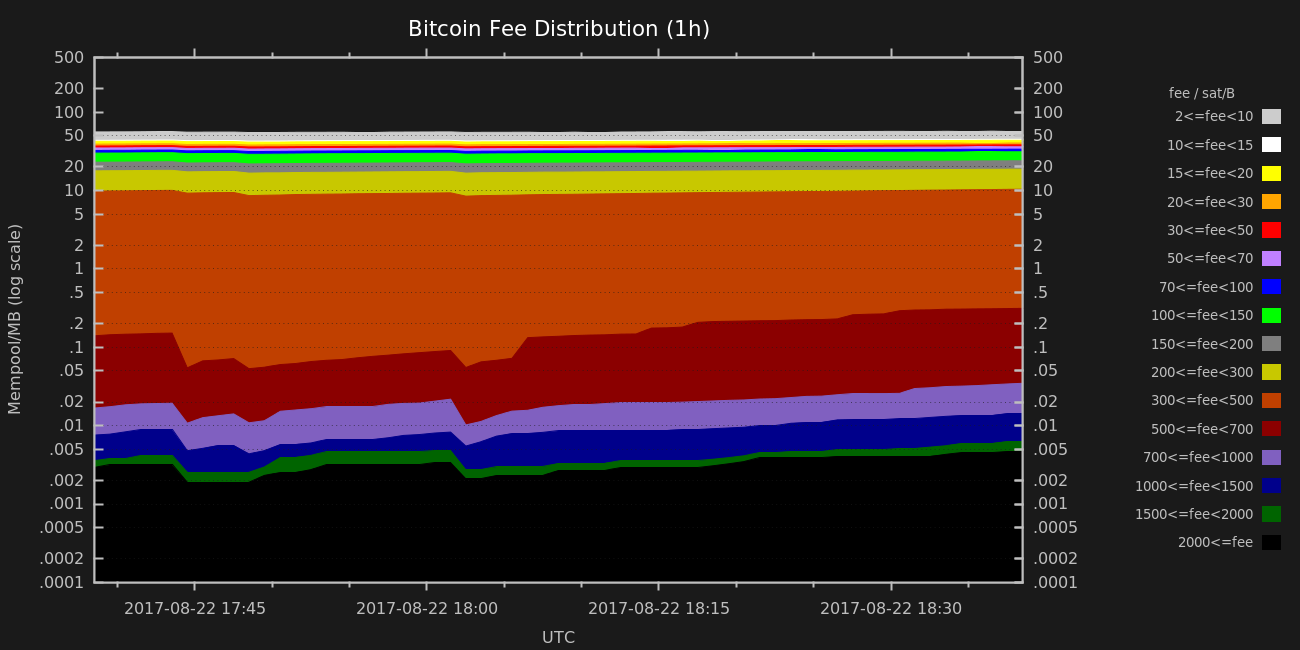 Bitcoin Fee Distribution (1h)
500
200
100
50
20
10
5
2
1
.5
.2
.1
.05
.02
.01
.005
.002
.001
.0005
.0002
.0001
Mempool/MB (log scale)
500
200
100
50
20
10
5
2
1
.5
.2
.1
.05
.02
.01
.005
.002
.001
.0005
.0002
.0001
2017-08-22 17:45
2017-08-22 18:00
2017-08-22 18:15
2017-08-22 18:30
UTC
fee / sat/B
2<=fee<10
10<=fee<15
15<=fee<20
20<=fee<30
30<=fee<50
50<=fee<70
70<=fee<100
100<=fee<150
150<=fee<200
200<=fee<300
300<=fee<500
500<=fee<700
700<=fee<1000
1000<=fee<1500
1500<=fee<2000
2000<=fee